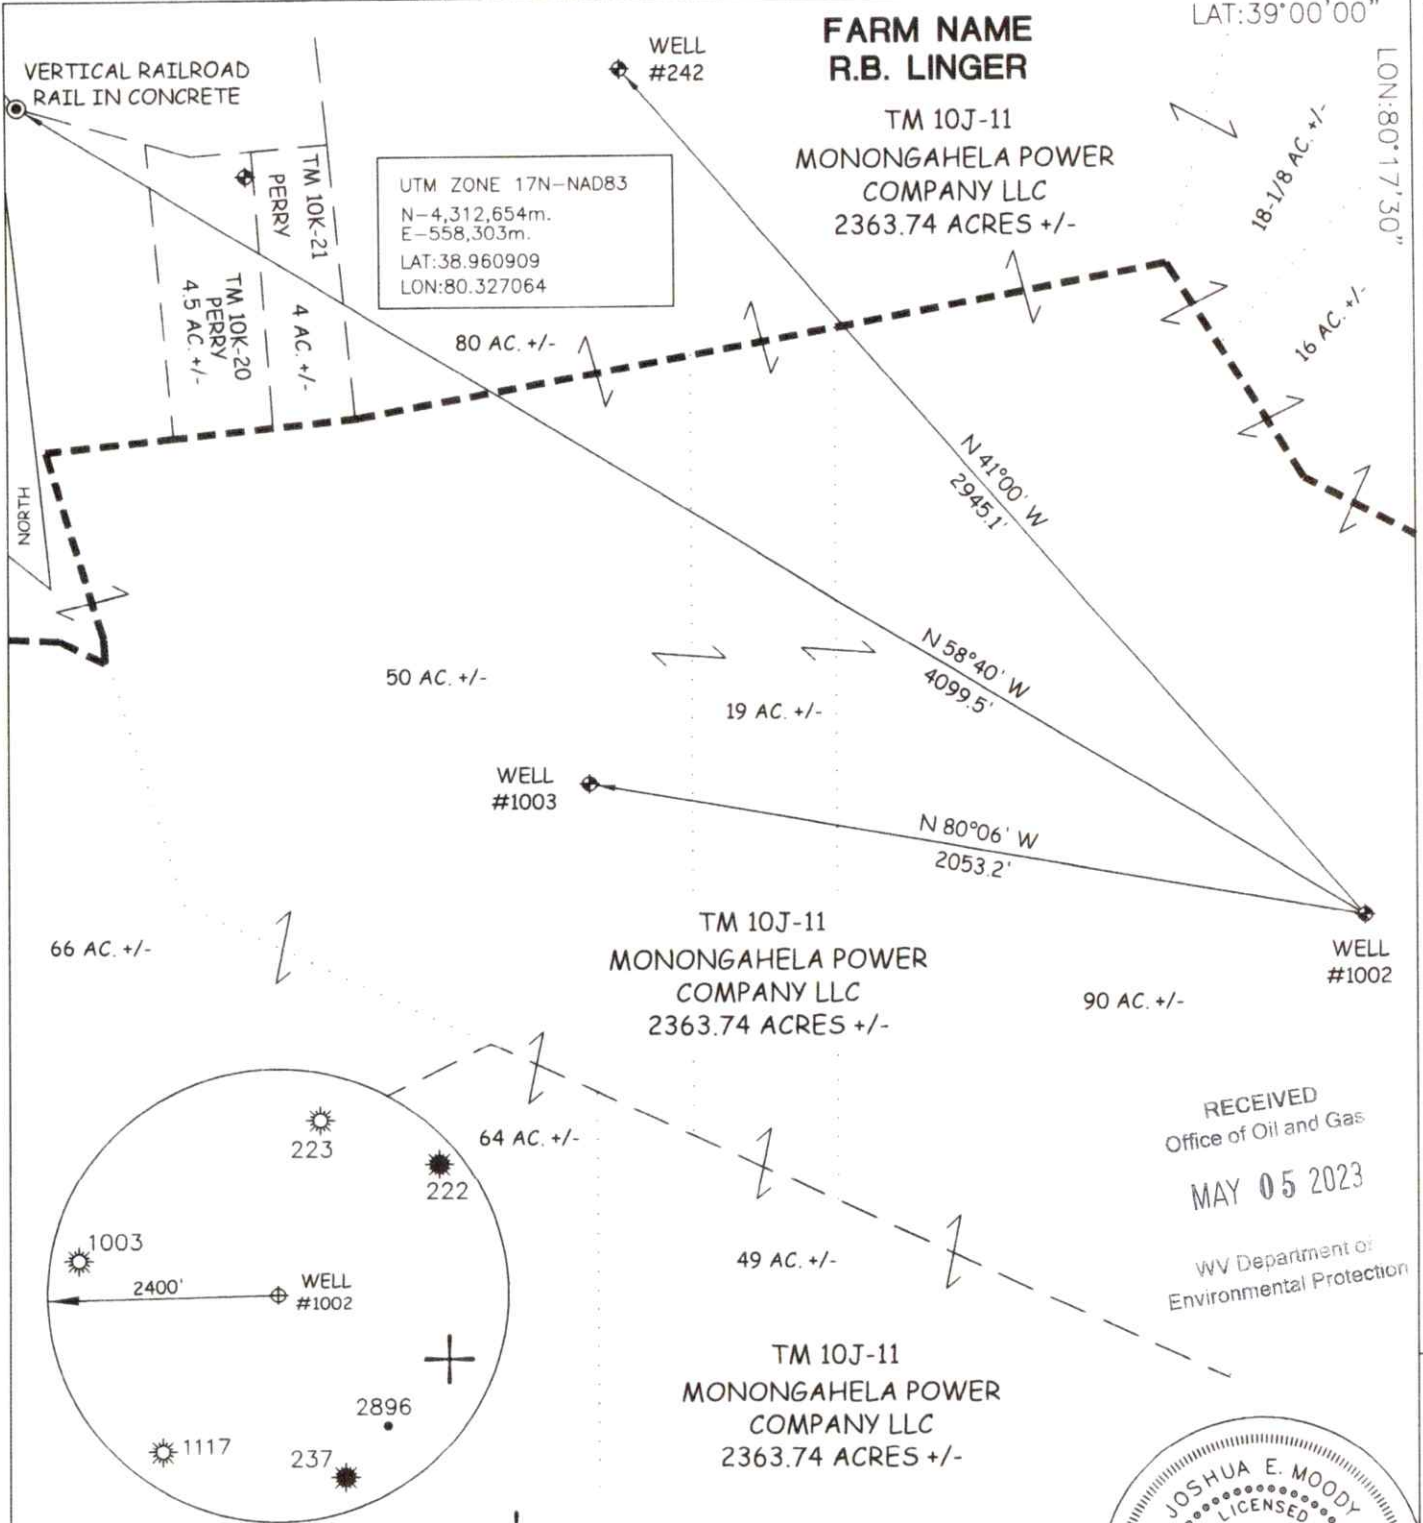 LAT:39°00'00"
LON:80°17'30"
FARM NAME
R.B. LINGER
WELL
#242
VERTICAL RAILROAD
RAIL IN CONCRETE
TM 10J-11
MONONGAHELA POWER
COMPANY LLC
2363.74 ACRES +/-
18-1/8 AC. +/-
16 AC. +/-
TM 10K-21
PERRY
4 AC. +/-
TM 10K-20
PERRY
4.5 AC. +/-
UTM ZONE 17N-NAD83
N-4,312,654m.
E-558,303m.
LAT:38.960909
LON:80.327064
80 AC. +/-
NORTH
N 41°00' W
2945.1'
N 58°40' W
4099.5'
50 AC. +/-
19 AC. +/-
WELL
#1003
N 80°06' W
2053.2'
66 AC. +/-
TM 10J-11
MONONGAHELA POWER
COMPANY LLC
2363.74 ACRES +/-
WELL
#1002
90 AC. +/-
RECEIVED
Office of Oil and Gas
MAY 05 2023
WV Department of
Environmental Protection
223
64 AC. +/-
222
1003
2400'
WELL
#1002
49 AC. +/-
2896
1117
237
TM 10J-11
MONONGAHELA POWER
COMPANY LLC
2363.74 ACRES +/-
JOSHUA E. MOODY
LICENSED